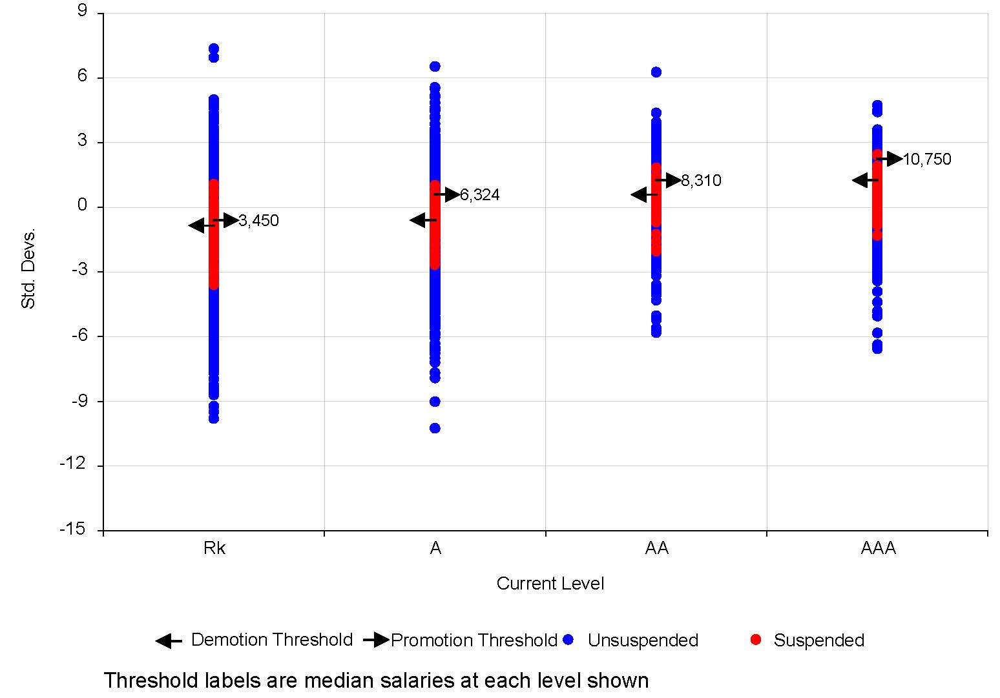 9
6
3
0
-3
-6
-9
-12
-15
Std. Devs.
3,450
6,324
8,310
10,750
Rk A AA AAA
Current Level
Demotion Threshold Promotion Threshold Unsuspended Suspended
Threshold labels are median salaries at each level shown